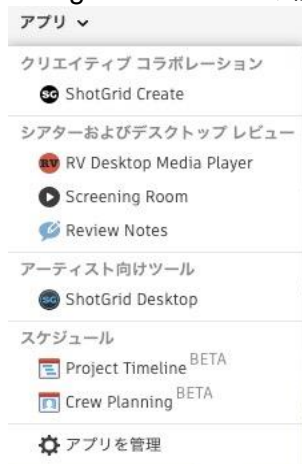 アプリ
クリエイティブ コラボレーション
SG ShotGrid Create
シアターおよびデスクトップ レビュー
RV RV Desktop Media Player
Screening Room
Review Notes
アーティスト向けツール
SG ShotGrid Desktop
スケジュール
Project Timeline BETA
Crew Planning BETA
アプリを管理